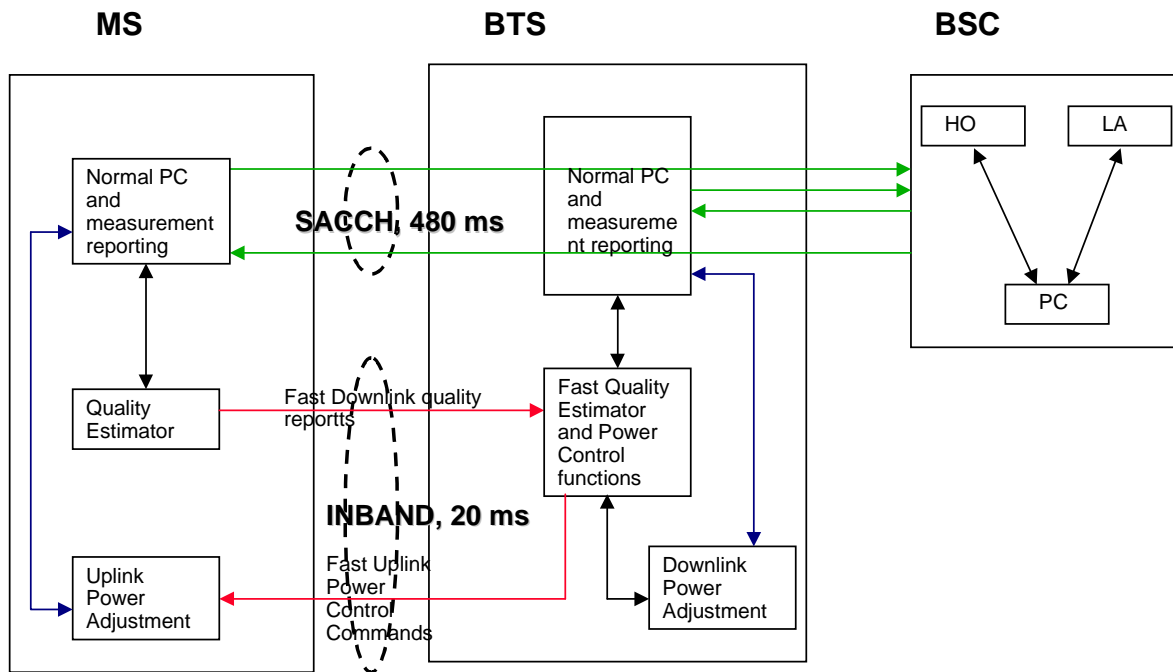 MS
BTS
BSC
HO
LA
PC
Normal PC
and
measurement
reporting
SACCH, 480 ms
Normal PC
and
measureme
nt reporting
Quality
Estimator
Fast Downlink quality
reportts
Fast Quality
Estimator
and Power
Control
functions
INBAND, 20 ms
Uplink
Power
Adjustment
Fast Uplink
Power
Control
Commands
Downlink
Power
Adjustment